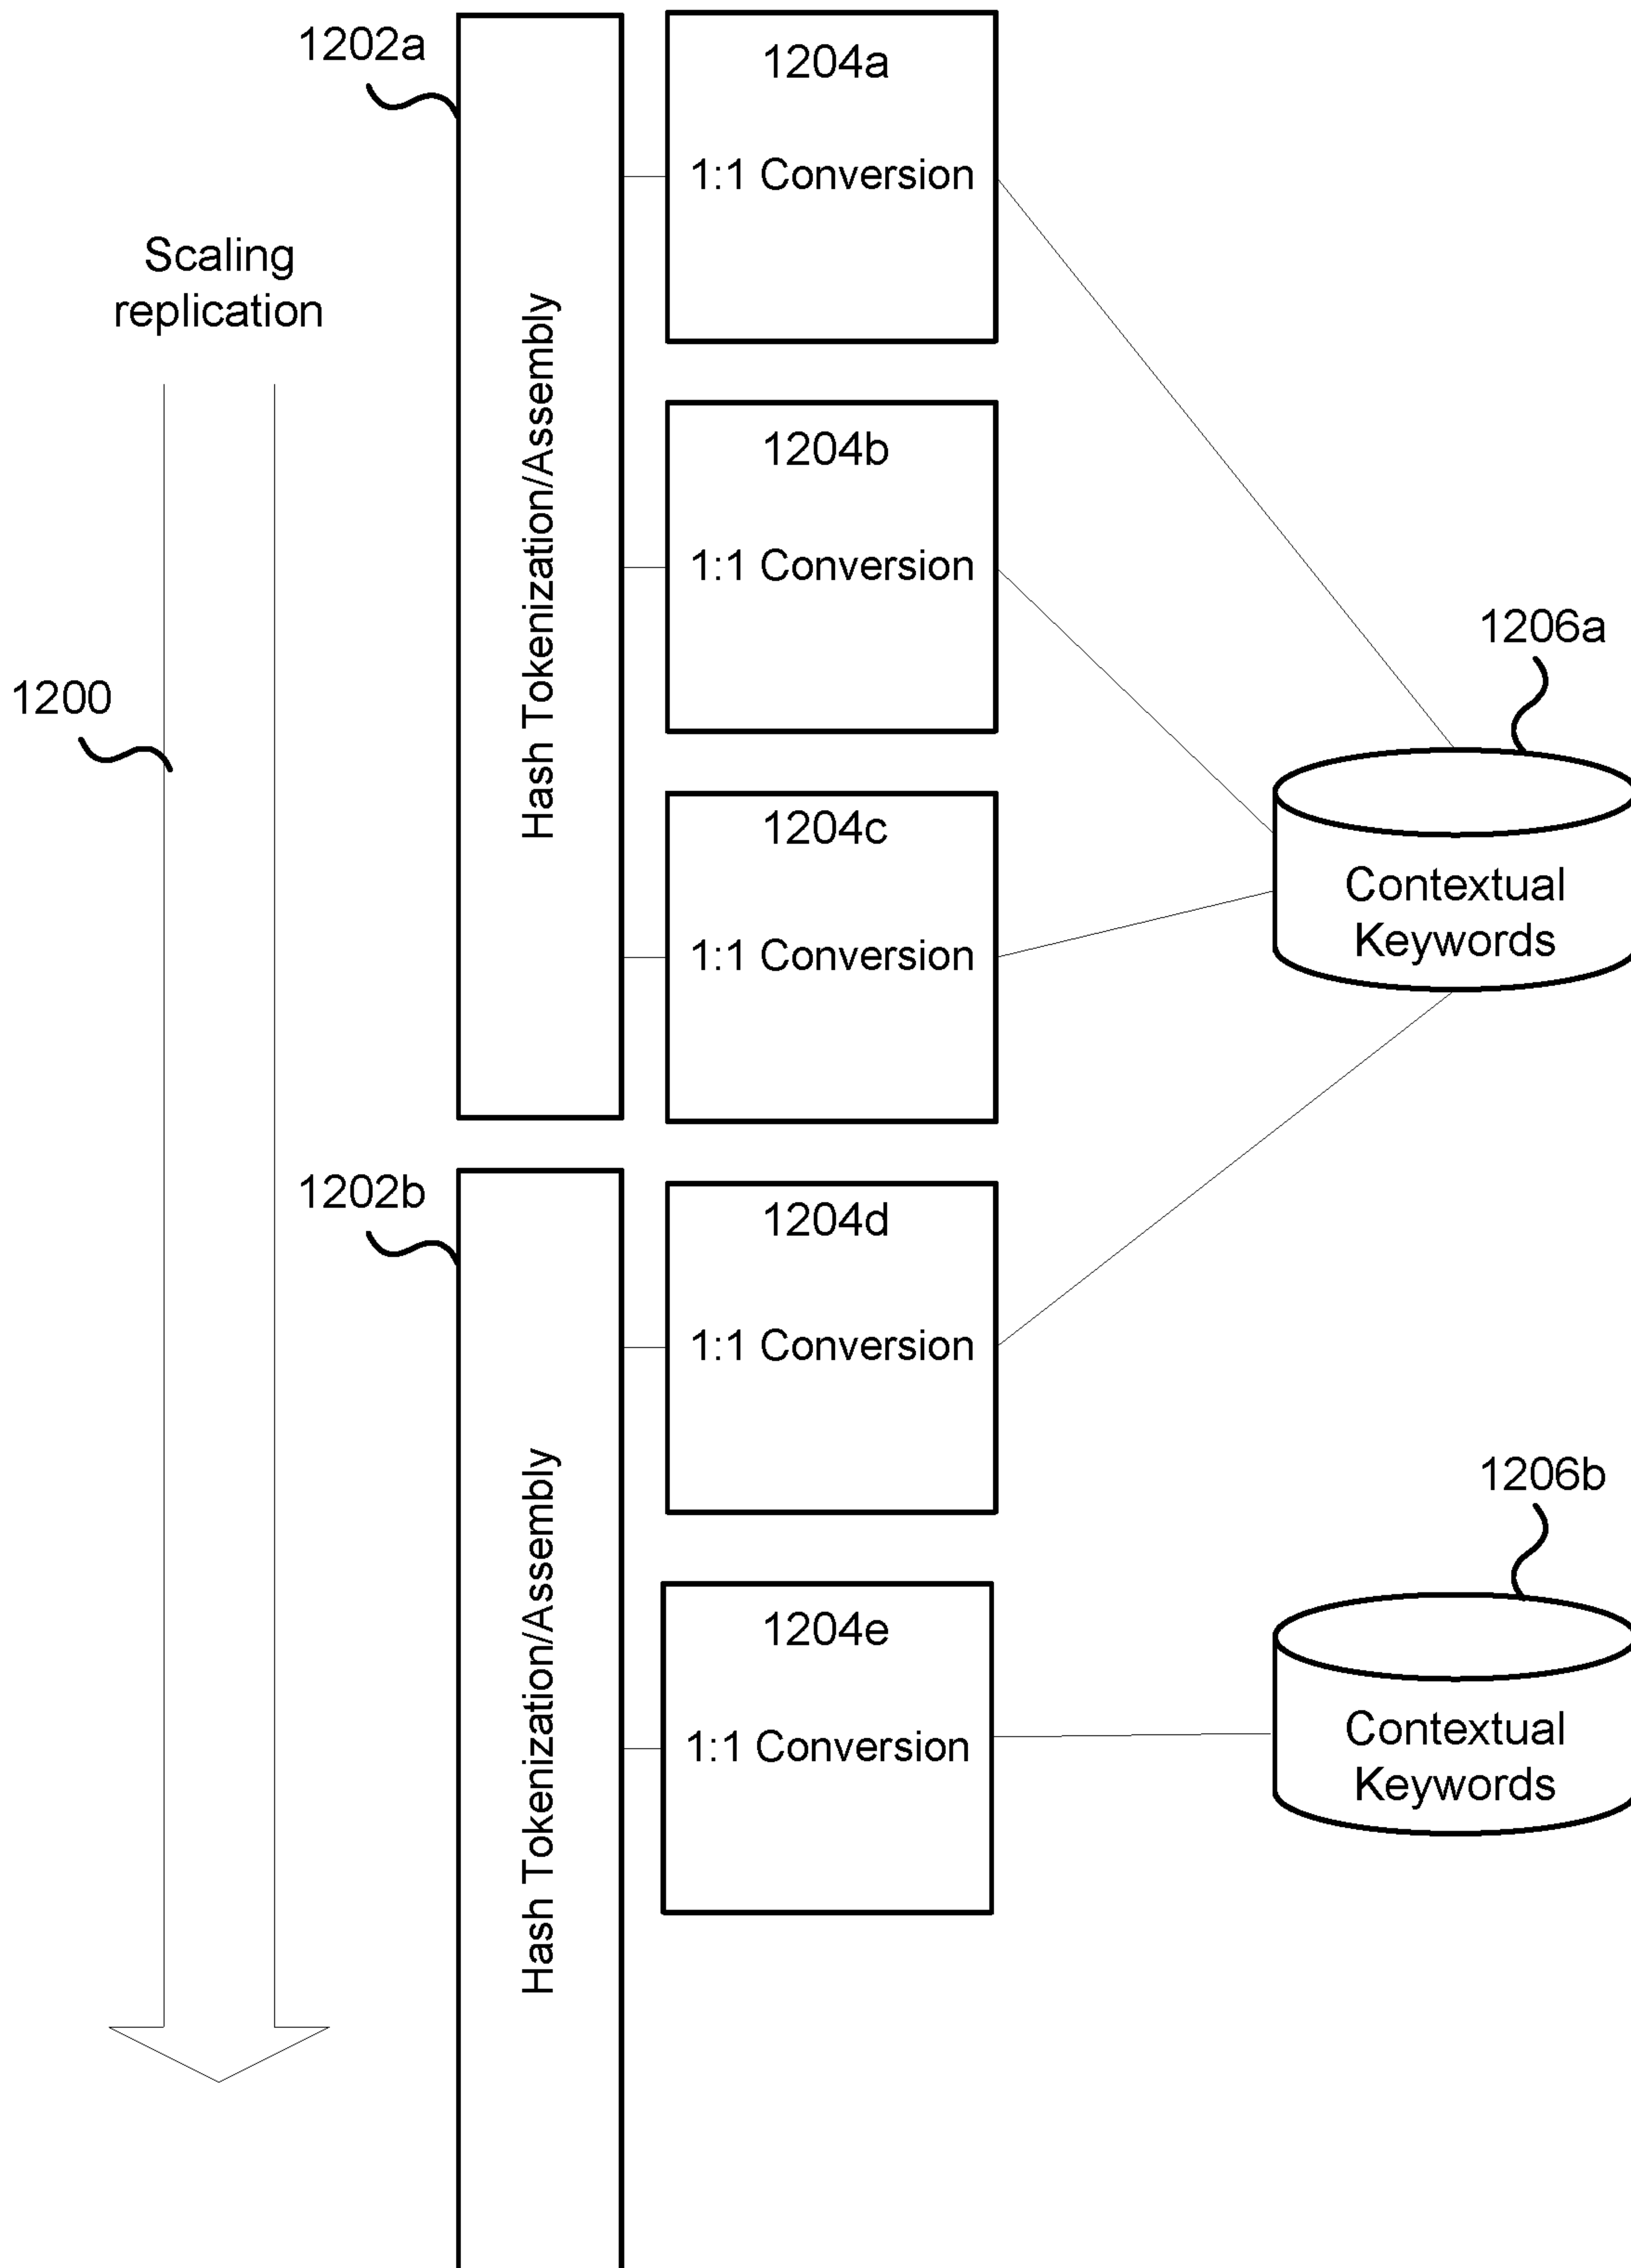 1202a
1204a
1:1 Conversion
Scaling
replication
Hash Tokenization/Assembly
1204b
1:1 Conversion
1206a
1200
1204c
1:1 Conversion
Contextual
Keywords
1202b
1204d
1:1 Conversion
Hash Tokenization/Assembly
1206b
1204e
1:1 Conversion
Contextual
Keywords